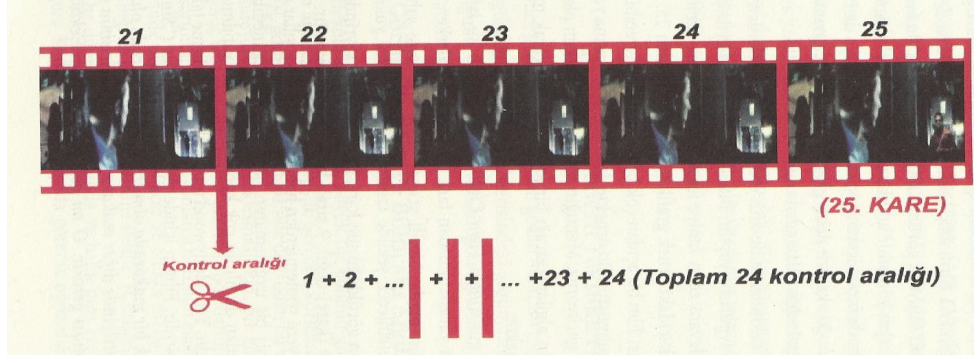 21 22 23 24 25
(25. KARE)
Kontrol aralığı
1 + 2 + ... + + ... +23 + 24 (Toplam 24 kontrol aralığı)